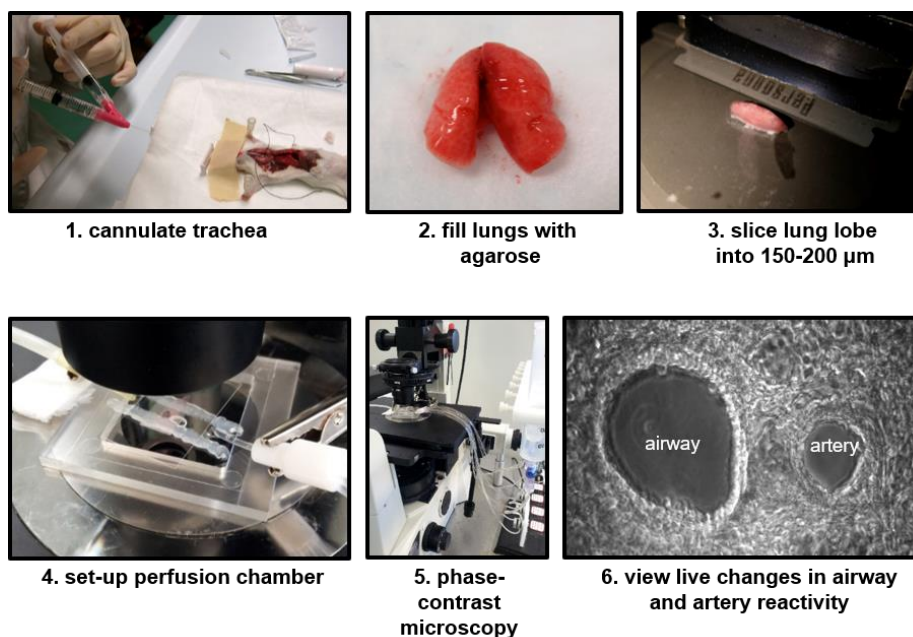 1. cannulate trachea
2. fill lungs with
agarose
Personna
3. slice lung lobe
into 150-200 µm
4. set-up perfusion chamber
5. phase-
contrast
microscopy
airway
artery
6. view live changes in airway
and artery reactivity